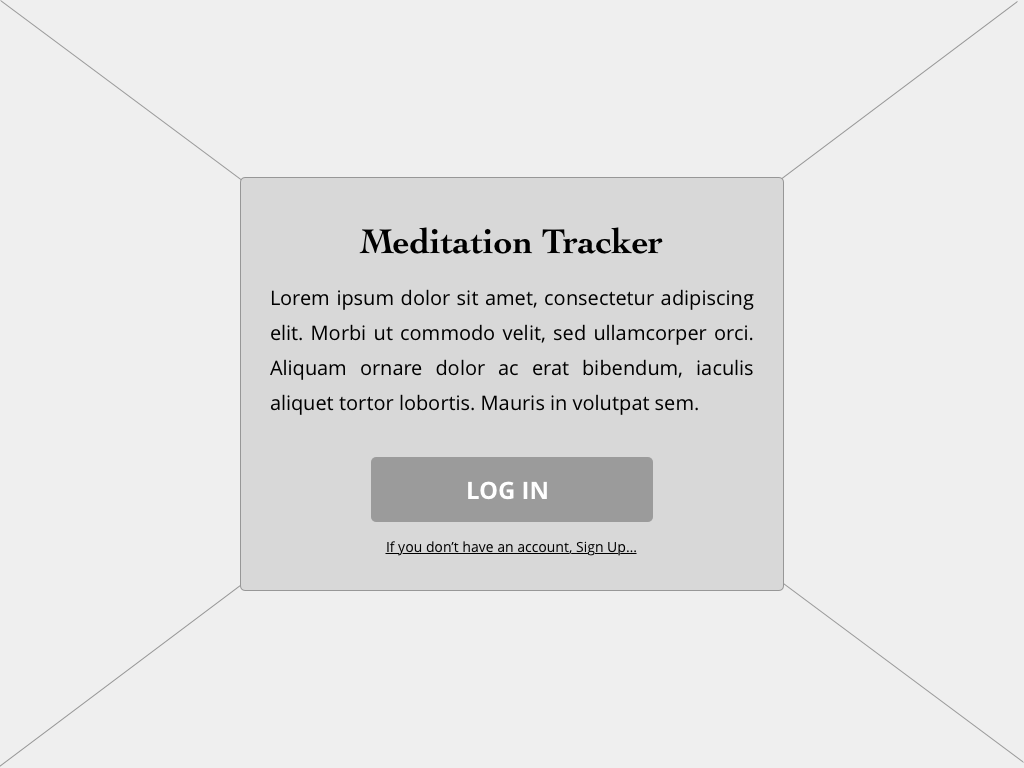 Meditation Tracker
Lorem ipsum dolor sit amet, consectetur adipiscing
elit. Morbi ut commodo velit, sed ullamcorper orci.
Aliquam ornare dolor ac erat bibendum, iaculis
aliquet tortor lobortis. Mauris in volutpat sem.
LOG IN
If you don’t have an account, Sign Up...